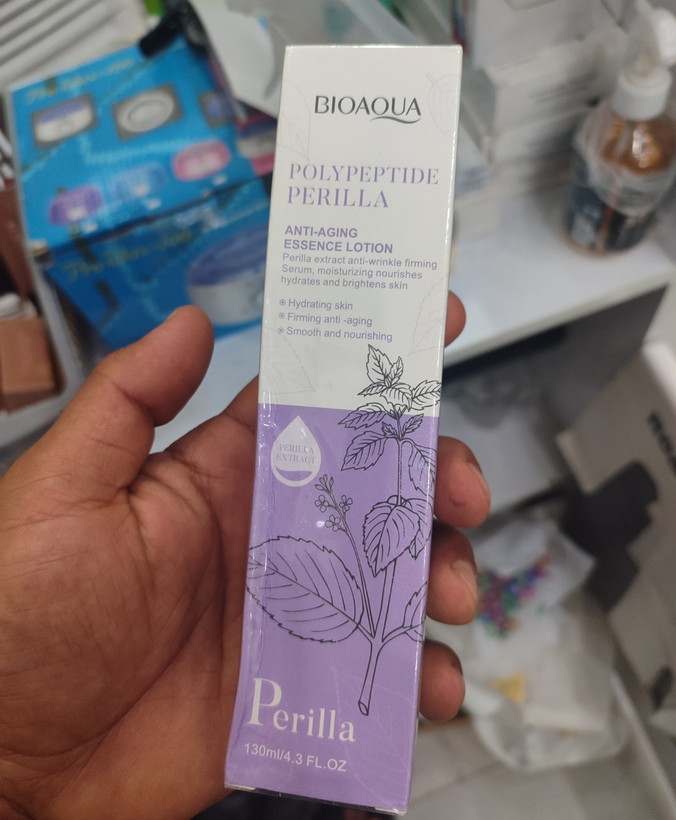 BIOAQUA
POLYPEPTIDE
PERILLA
ANTI-AGING
ESSENCE LOTION
Perilla extract anti-wrinkle firming
Serum, moisturizing nourishes
hydrates and brightens skin
Hydrating skin
Firming anti -aging
Smooth and nourishing
PERILLA
EXTRACT
Perilla
130ml/4.3 FL.OZ